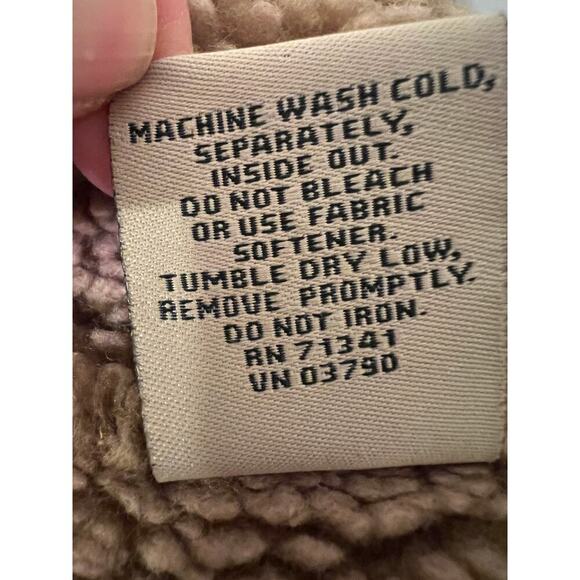 MACHINE WASH COLD,
SEPARATELY,
INSIDE OUT.
DO NOT BLEACH
OR USE FABRIC
SOFTENER.
TUMBLE DRY LOW,
REMOVE PROMPTLY.
DO NOT IRON.
RN 71341
VN 03790